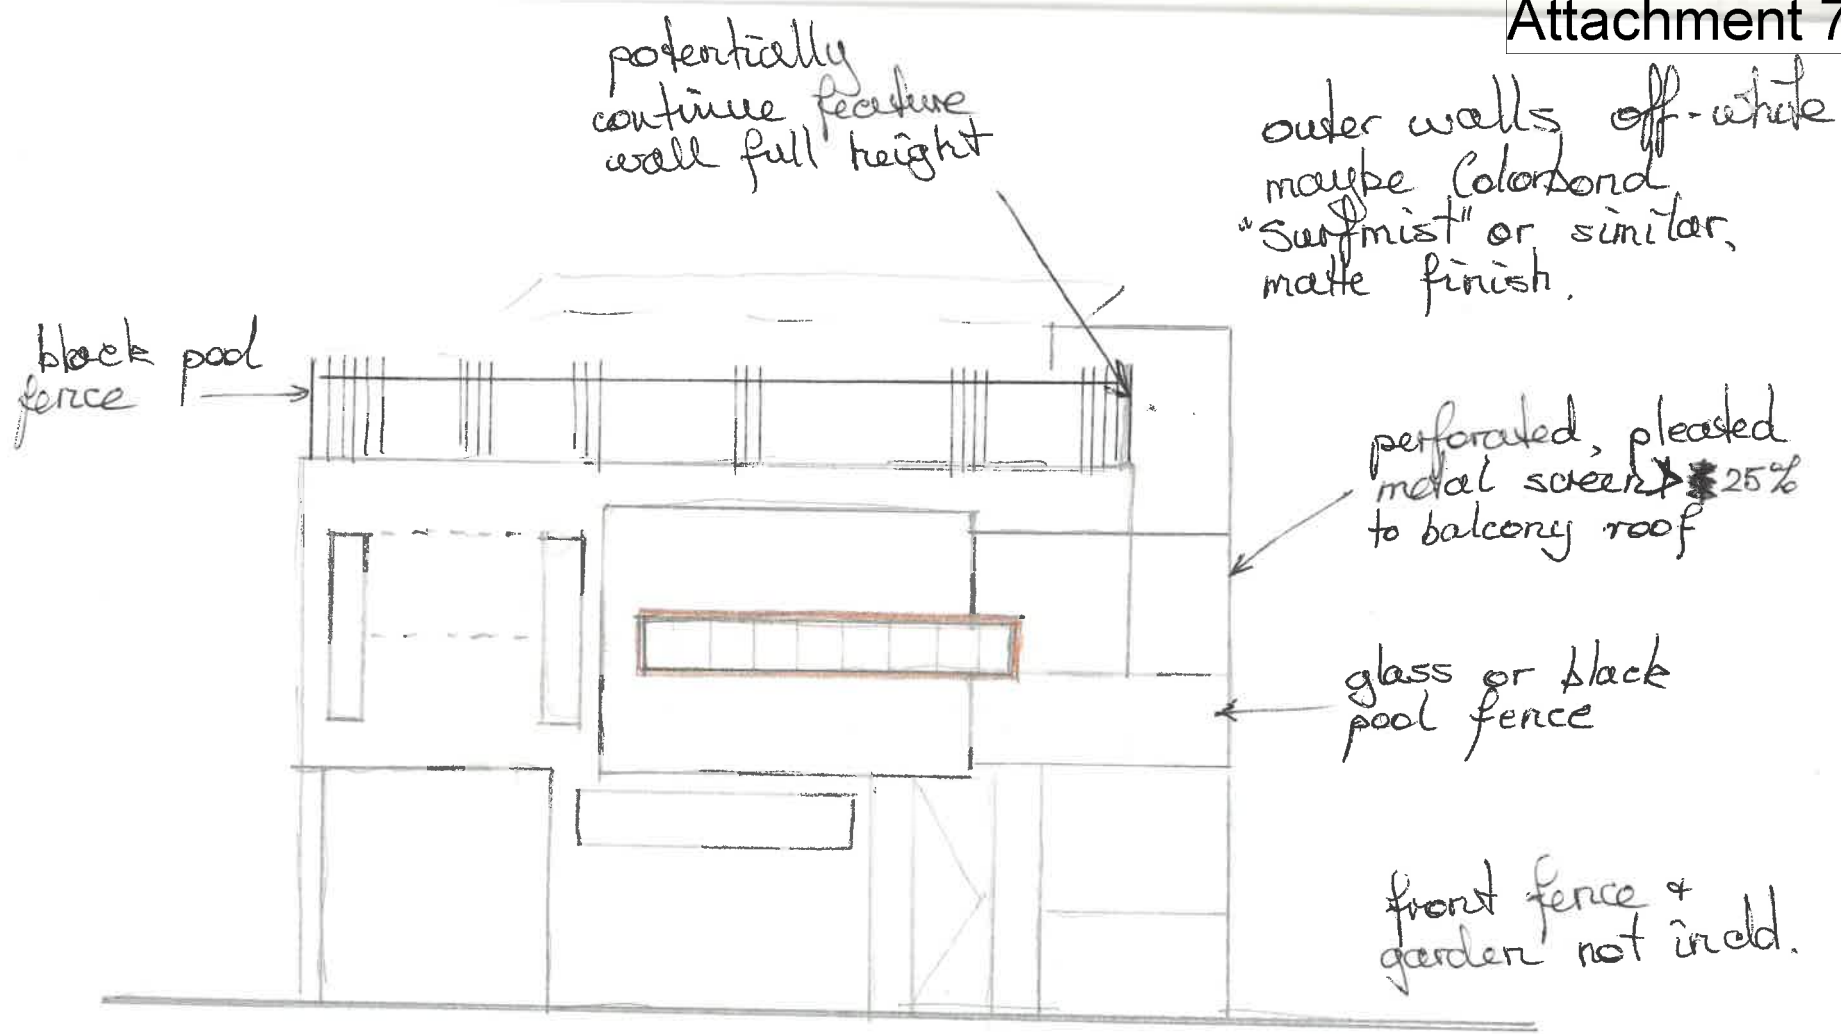 Attachment 7
potentially
continue feature
wall full height
outer walls off-white
maybe Colorbond
"Surfmist" or similar,
matte finish.
black pool
fence
perforated, pleated
metal screen > 25%
to balcony roof
glass or black
pool fence
front fence &
garden not incld.